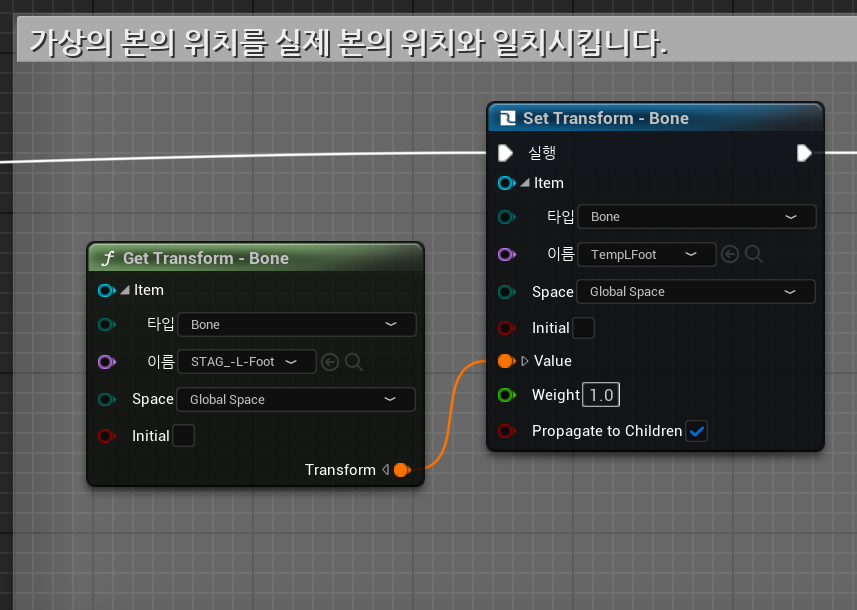 가상의 본의 위치를 실제 본의 위치와 일치시킵니다.
Set Transform - Bone
실행
Item
타입 Bone
이름 TempLFoot
Space Global Space
Initial
Value
Weight 1.0
Propagate to Children
f Get Transform - Bone
Item
타입 Bone
이름 STAG_-L-Foot
Space Global Space
Initial
Transform